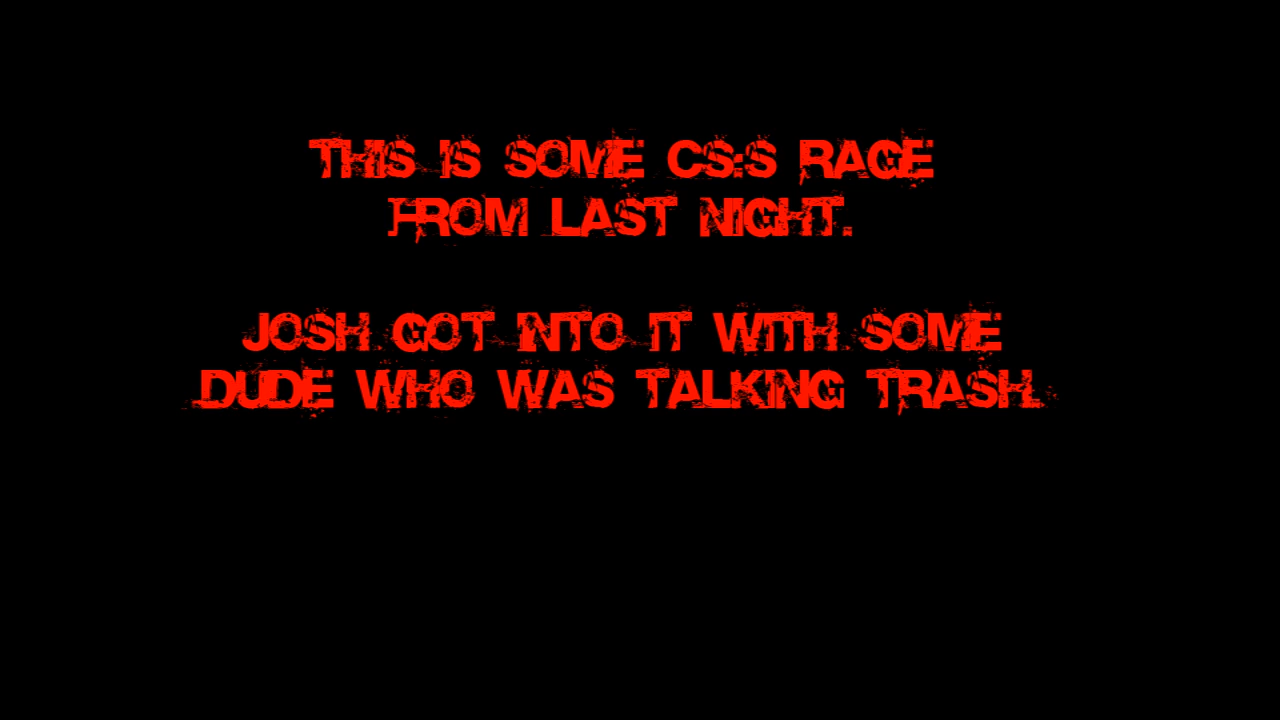 THIS IS SOME CS:S RAGE
FROM LAST NIGHT.
JOSH GOT INTO IT WITH SOME
DUDE WHO WAS TALKING TRASH.